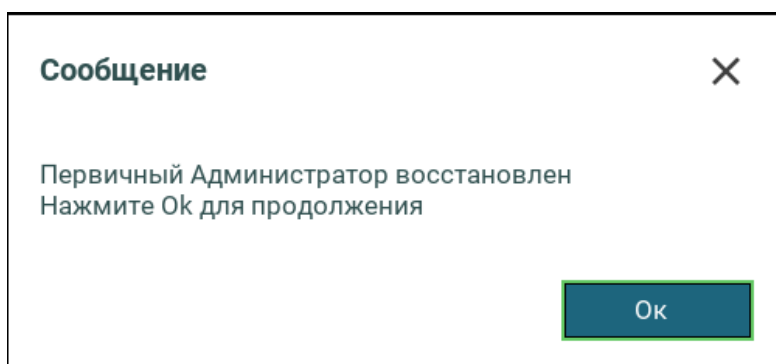 Сообщение
Первичный Администратор восстановлен
Нажмите Ok для продолжения
Ок